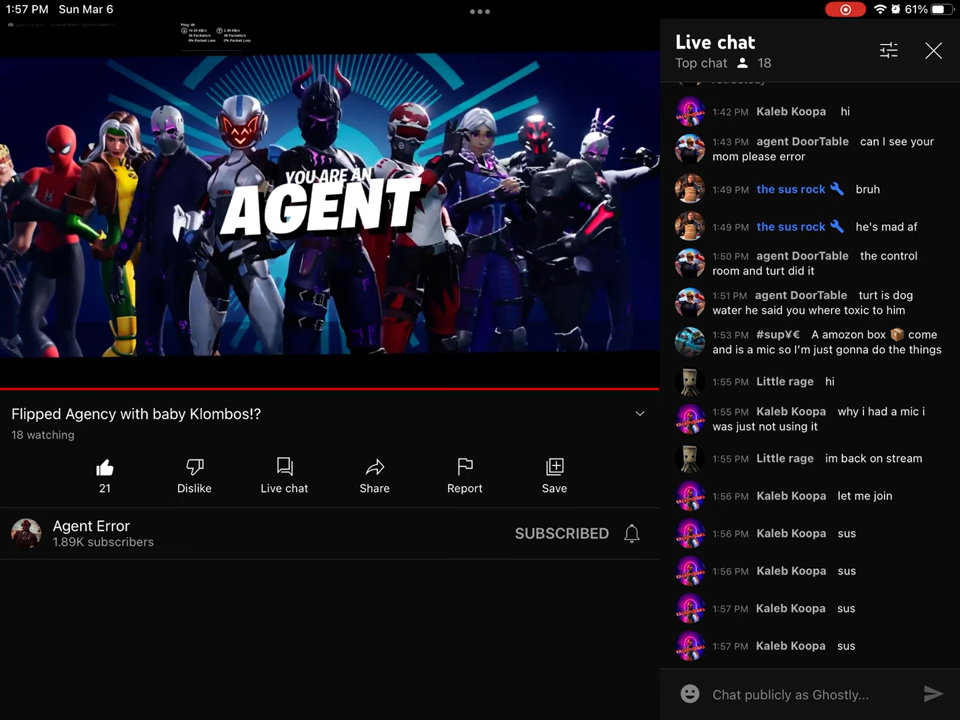 1:57 PM Sun Mar 6
61%
YOU ARE AN
AGENT
Flipped Agency with baby Klombos!?
18 watching
21
Dislike
Live chat
Share
Report
Save
Agent Error
1.89K subscribers
SUBSCRIBED
Live chat
Top chat 18
1:42 PM Kaleb Koopa hi
1:43 PM agent DoorTable can I see your
mom please error
1:49 PM the sus rock bruh
1:49 PM the sus rock he's mad af
1:50 PM agent DoorTable the control
room and turt did it
1:51 PM agent DoorTable turt is dog
water he said you where toxic to him
1:53 PM #sup¥€ A amozon box 📦 come
and is a mic so I'm just gonna do the things
1:55 PM Little rage hi
1:55 PM Kaleb Koopa why i had a mic i
was just not using it
1:55 PM Little rage im back on stream
1:56 PM Kaleb Koopa let me join
1:56 PM Kaleb Koopa sus
1:56 PM Kaleb Koopa sus
1:57 PM Kaleb Koopa sus
1:57 PM Kaleb Koopa sus
Chat publicly as Ghostly...